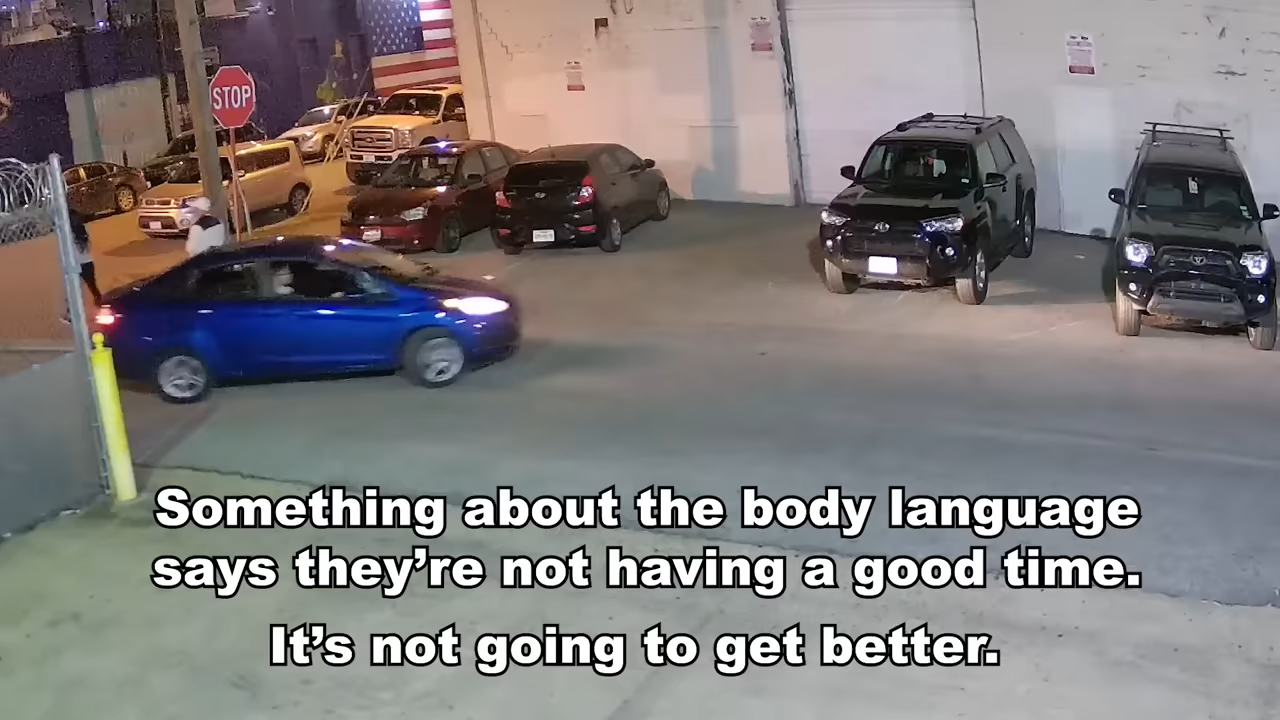 STOP
Something about the body language
says they’re not having a good time.
It’s not going to get better.